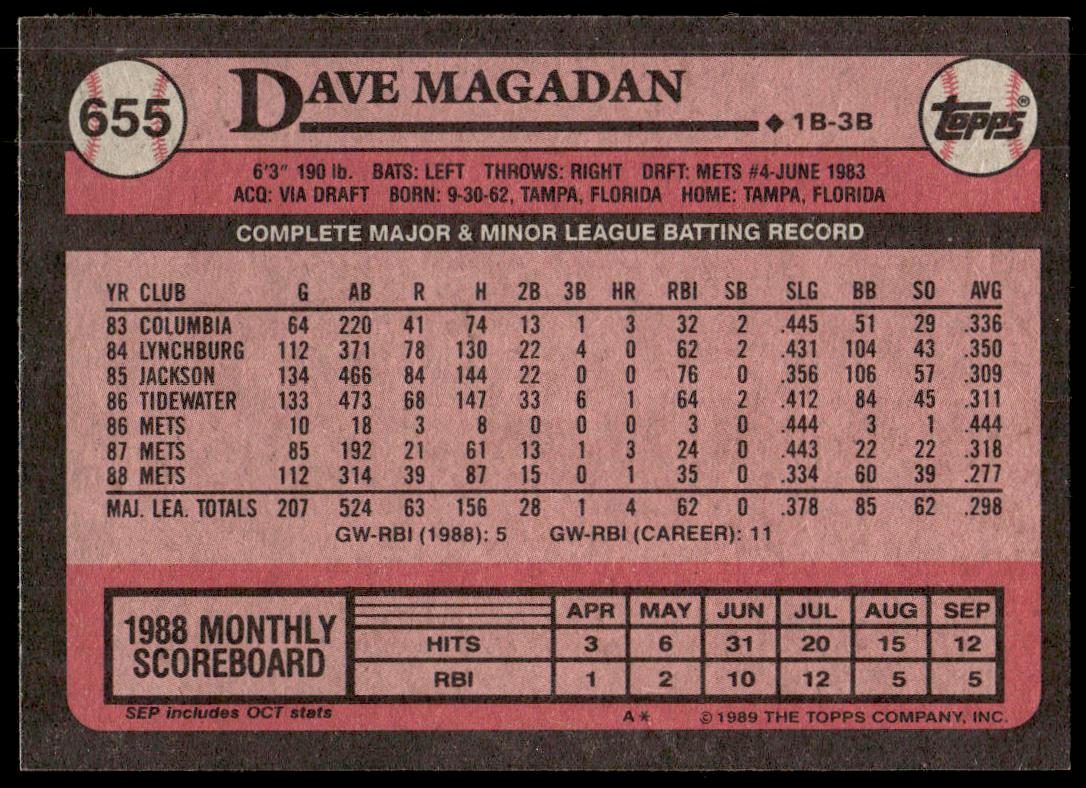 655
DAVE MAGADAN
◆ 1B-3B
Topps®
6'3" 190 lb. BATS: LEFT THROWS: RIGHT DRFT: METS #4-JUNE 1983
ACQ: VIA DRAFT BORN: 9-30-62, TAMPA, FLORIDA HOME: TAMPA, FLORIDA
COMPLETE MAJOR & MINOR LEAGUE BATTING RECORD
YR CLUB G AB R H 2B 3B HR RBI SB SLG BB SO AVG
83 COLUMBIA 64 220 41 74 13 1 3 32 2 .445 51 29 .336
84 LYNCHBURG 112 371 78 130 22 4 0 62 2 .431 104 43 .350
85 JACKSON 134 466 84 144 22 0 0 76 0 .356 106 57 .309
86 TIDEWATER 133 473 68 147 33 6 1 64 2 .412 84 45 .311
86 METS 10 18 3 8 0 0 0 3 0 .444 3 1 .444
87 METS 85 192 21 61 13 1 3 24 0 .443 22 22 .318
88 METS 112 314 39 87 15 0 1 35 0 .334 60 39 .277
MAJ. LEA. TOTALS 207 524 63 156 28 1 4 62 0 .378 85 62 .298
GW-RBI (1988): 5 GW-RBI (CAREER): 11
1988 MONTHLY
SCOREBOARD
APR MAY JUN JUL AUG SEP
HITS 3 6 31 20 15 12
RBI 1 2 10 12 5 5
SEP includes OCT stats
A* © 1989 THE TOPPS COMPANY, INC.